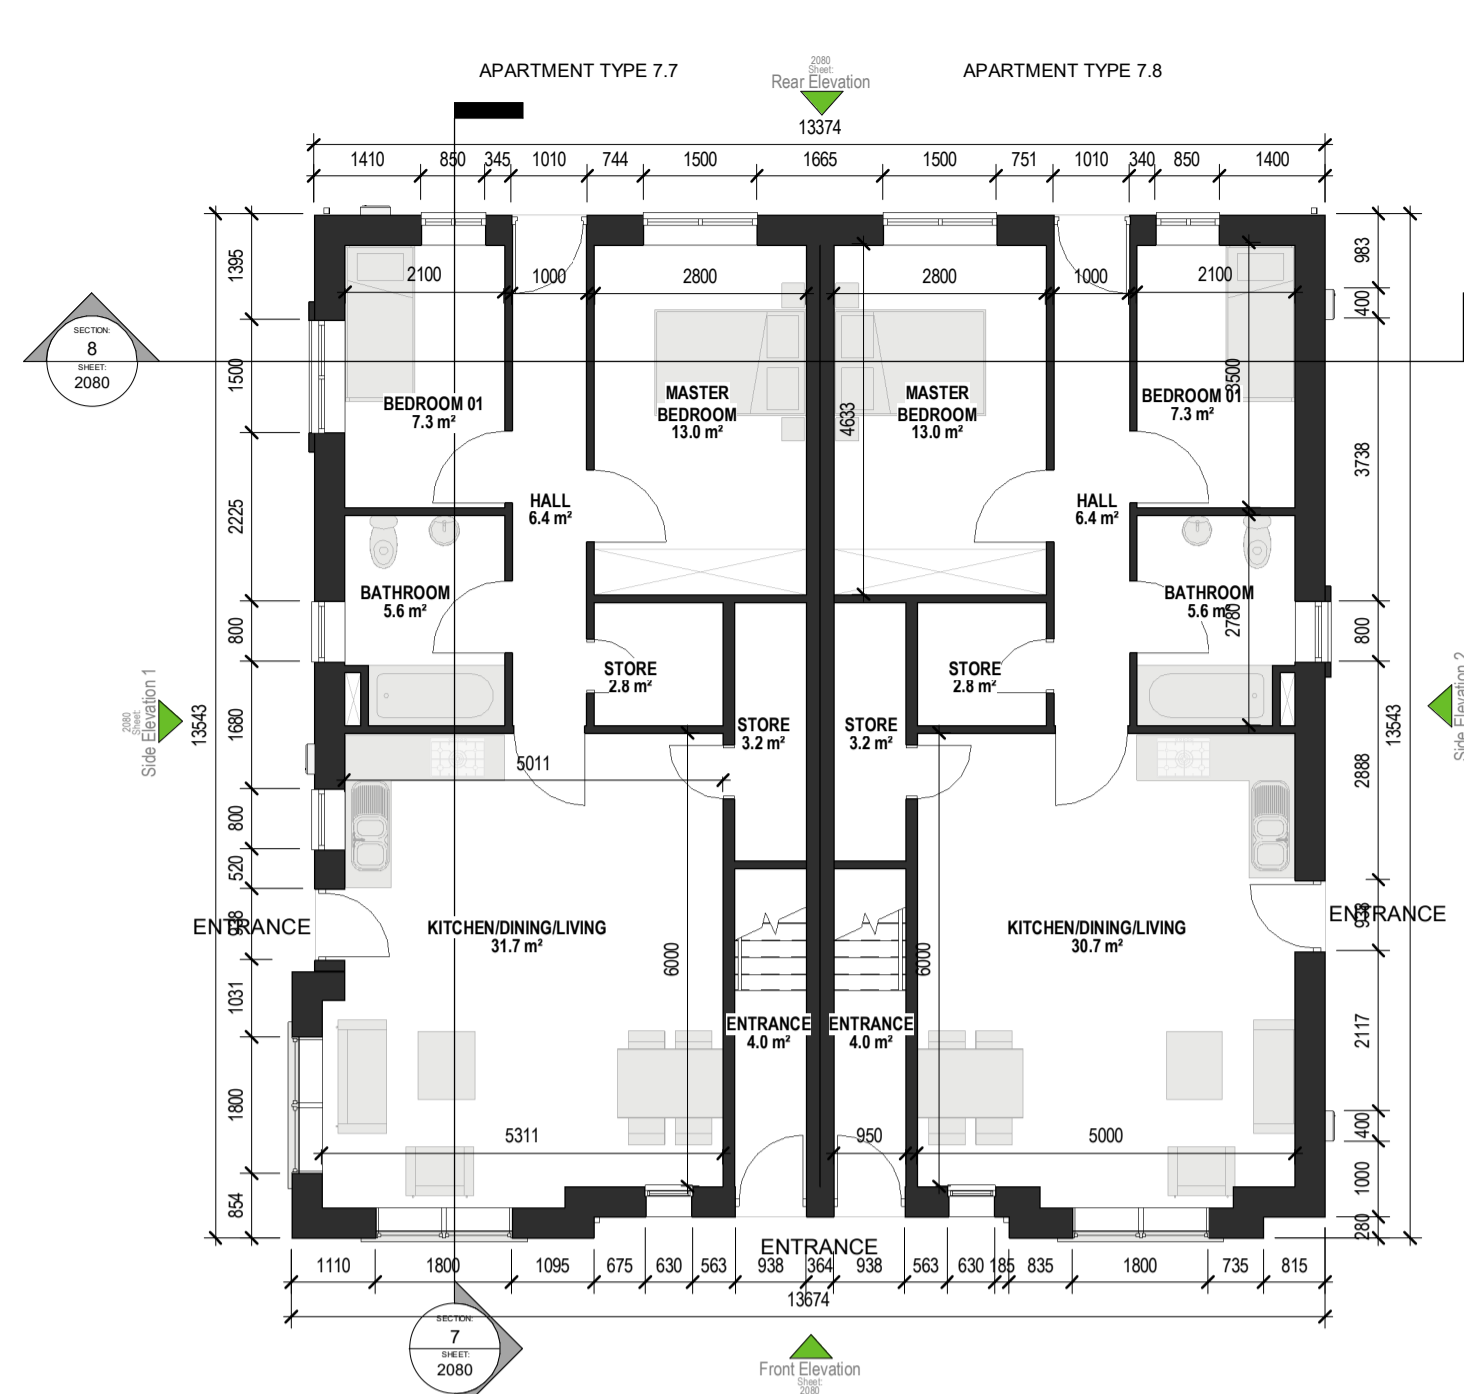 2080
Sheet:
Rear Elevation
APARTMENT TYPE 7.7
APARTMENT TYPE 7.8
13374
1410 850 345 1010 744 1500 1665 1500 751 1010 340 850 1400
2100 1000 2800 2800 1000 2100
1395
1500
2225
800
1680
800
520
938
1031
1800
854
13543
983
400
3738
800
2888
938
2117
400
1000
280
13543
SECTION:
8
SHEET:
2080
BEDROOM 01
7.3 m²
MASTER
BEDROOM
13.0 m²
4633
MASTER
BEDROOM
13.0 m²
BEDROOM 01
7.3 m²
3500
HALL
6.4 m²
HALL
6.4 m²
BATHROOM
5.6 m²
BATHROOM
5.6 m²
2780
STORE
2.8 m²
STORE
3.2 m²
STORE
3.2 m²
STORE
2.8 m²
2080
Sheet:
Side Elevation 1
Side Elevation 2
5011
ENTRANCE
KITCHEN/DINING/LIVING
31.7 m²
6000
6000
KITCHEN/DINING/LIVING
30.7 m²
ENTRANCE
ENTRANCE
4.0 m²
ENTRANCE
4.0 m²
5311
950
5000
ENTRANCE
1110 1800 1095 675 630 563 938 364 938 563 630 185 835 1800 735 815
13674
SECTION:
7
SHEET:
2080
Front Elevation
Sheet:
2080